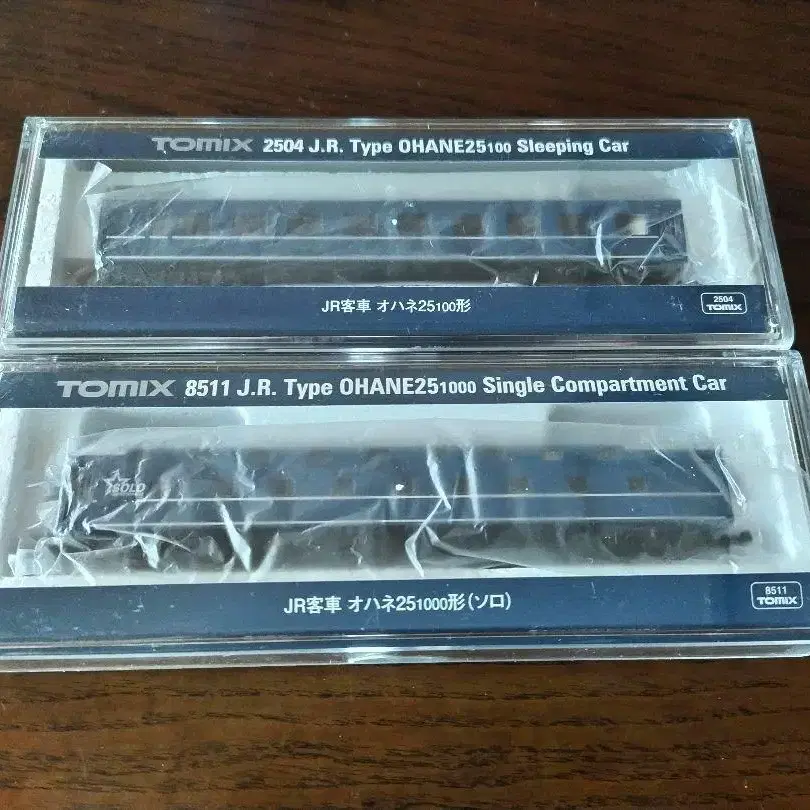 TOMIX 2504 J.R. Type OHANE25100 Sleeping Car
JR客車 オハネ25100形
2504
TOMIX
TOMIX 8511 J.R. Type OHANE251000 Single Compartment Car
SOLO
JR客車 オハネ251000形(ソロ)
8511
TOMIX